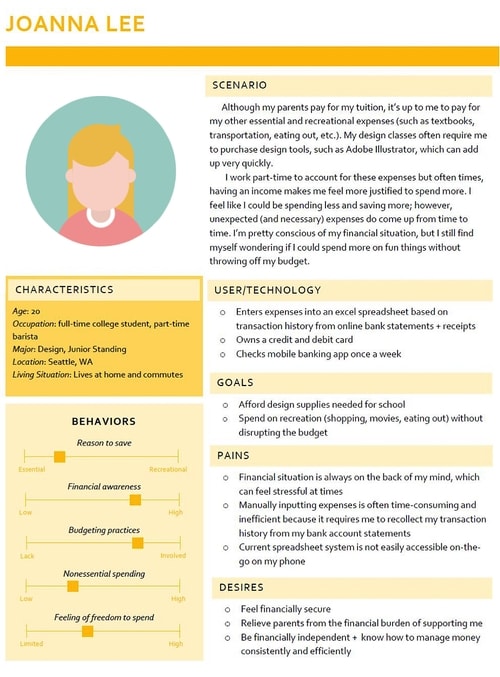 JOANNA LEE
SCENARIO
Although my parents pay for my tuition, it's up to me to pay for
my other essential and recreational expenses (such as textbooks,
transportation, eating out, etc.). My design classes often require me
to purchase design tools, such as Adobe Illustrator, which can add
up very quickly.
I work part-time to account for these expenses but often times,
having an income makes me feel more justified to spend more. I
feel like I could be spending less and saving more; however,
unexpected (and necessary) expenses do come up from time to
time. I'm pretty conscious of my financial situation, but I still find
myself wondering if I could spend more on fun things without
throwing off my budget.
CHARACTERISTICS
Age: 20
Occupation: full-time college student, part-time
barista
Major: Design, Junior Standing
Location: Seattle, WA
Living Situation: Lives at home and commutes
BEHAVIORS
Reason to save
Essential Recreational
Financial awareness
Low High
Budgeting practices
Lack Involved
Nonessential spending
Low High
Feeling of freedom to spend
Limited High
USER/TECHNOLOGY
o Enters expenses into an excel spreadsheet based on
transaction history from online bank statements + receipts
o Owns a credit and debit card
o Checks mobile banking app once a week
GOALS
o Afford design supplies needed for school
o Spend on recreation (shopping, movies, eating out) without
disrupting the budget
PAINS
o Financial situation is always on the back of my mind, which
can feel stressful at times
o Manually inputting expenses is often time-consuming and
inefficient because it requires me to recollect my transaction
history from my bank account statements
o Current spreadsheet system is not easily accessible on-the-
go on my phone
DESIRES
o Feel financially secure
o Relieve parents from the financial burden of supporting me
o Be financially independent + know how to manage money
consistently and efficiently